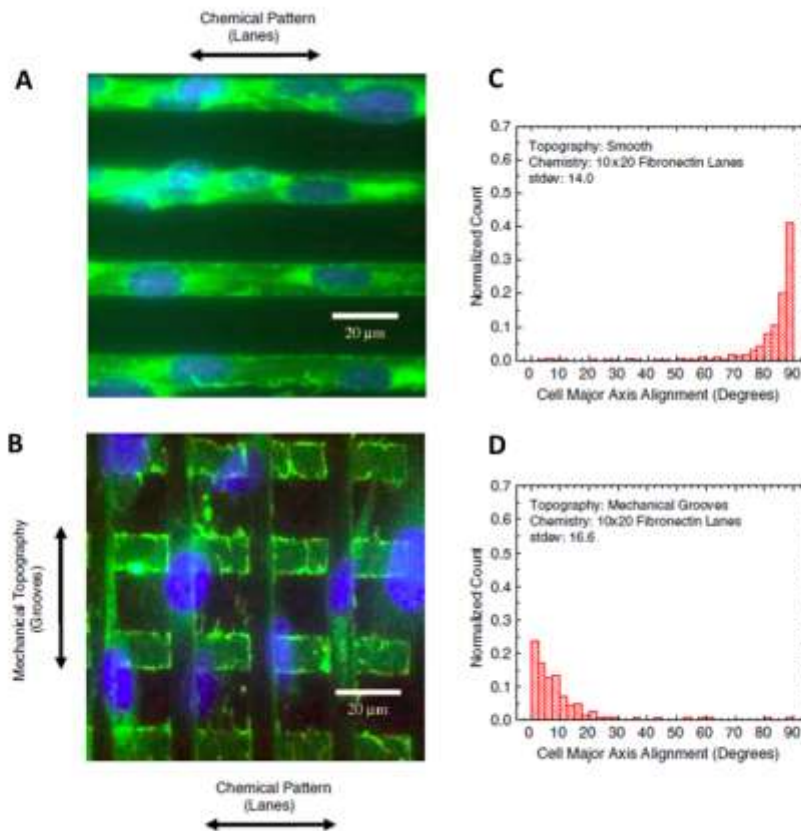 Chemical Pattern
(Lanes)
A
20 µm
B
Mechanical Topography
(Grooves)
20 µm
Chemical Pattern
(Lanes)
C
0.7
0.6
0.5
0.4
0.3
0.2
0.1
0.0
Normalized Count
Topography: Smooth
Chemistry: 10x20 Fibronectin Lanes
stdev: 14.0
0 10 20 30 40 50 60 70 80 90
Cell Major Axis Alignment (Degrees)
D
0.7
0.6
0.5
0.4
0.3
0.2
0.1
0.0
Normalized Count
Topography: Mechanical Grooves
Chemistry: 10x20 Fibronectin Lanes
stdev: 16.6
0 10 20 30 40 50 60 70 80 90
Cell Major Axis Alignment (Degrees)